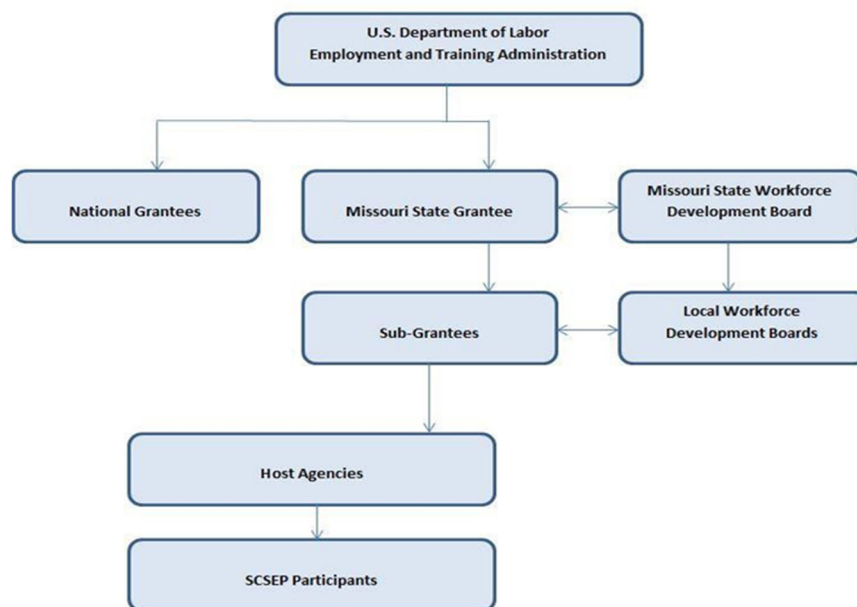 U.S. Department of Labor
Employment and Training Administration
National Grantees
Missouri State Grantee
Missouri State Workforce
Development Board
Sub-Grantees
Local Workforce
Development Boards
Host Agencies
SCSEP Participants